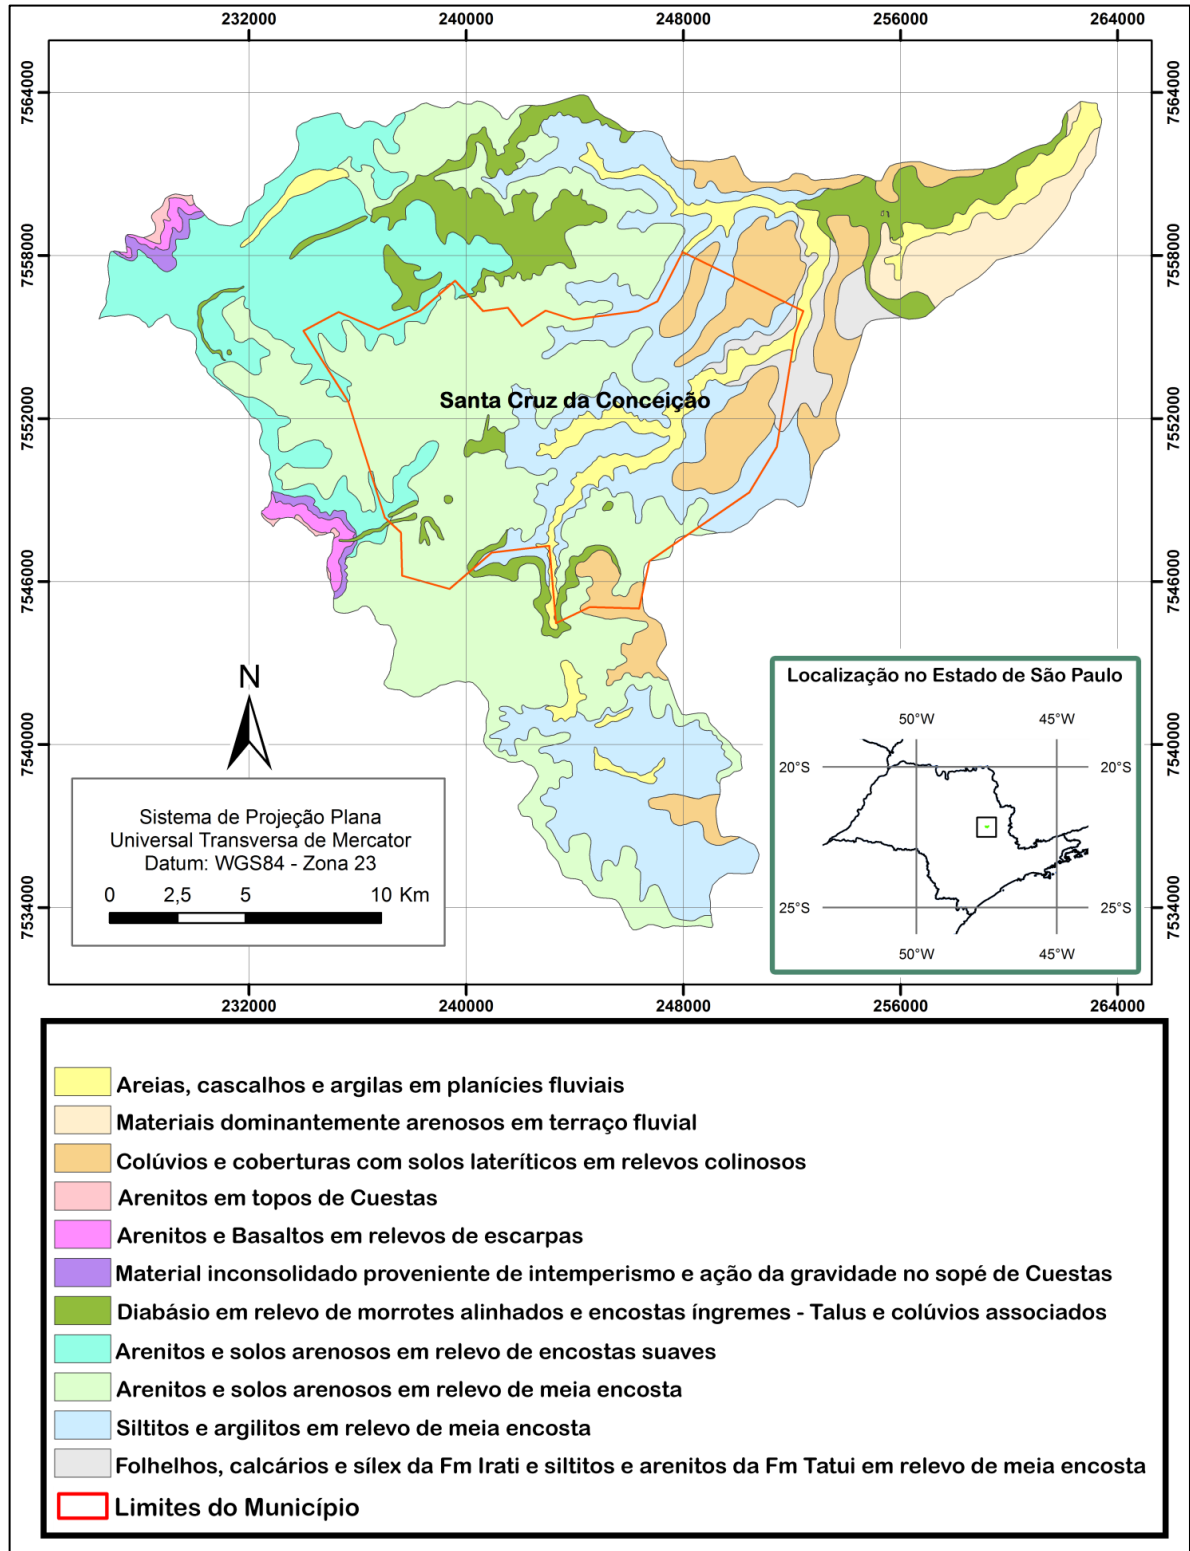 232000 240000 248000 256000 264000
7564000 7564000
7558000 7558000
7552000 7552000
7546000 7546000
7540000 7540000
7534000 7534000
Santa Cruz da Conceição
N
Sistema de Projeção Plana
Universal Transversa de Mercator
Datum: WGS84 - Zona 23
0 2,5 5 10 Km
Localização no Estado de São Paulo
50°W 45°W
20°S 20°S
25°S 25°S
50°W 45°W
232000 240000 248000 256000 264000
Areias, cascalhos e argilas em planícies fluviais
Materiais dominantemente arenosos em terraço fluvial
Colúvios e coberturas com solos lateríticos em relevos colinosos
Arenitos em topos de Cuestas
Arenitos e Basaltos em relevos de escarpas
Material inconsolidado proveniente de intemperismo e ação da gravidade no sopé de Cuestas
Diabásio em relevo de morrotes alinhados e encostas íngremes - Talus e colúvios associados
Arenitos e solos arenosos em relevo de encostas suaves
Arenitos e solos arenosos em relevo de meia encosta
Siltitos e argilitos em relevo de meia encosta
Folhelhos, calcários e sílex da Fm Irati e siltitos e arenitos da Fm Tatui em relevo de meia encosta
Limites do Município